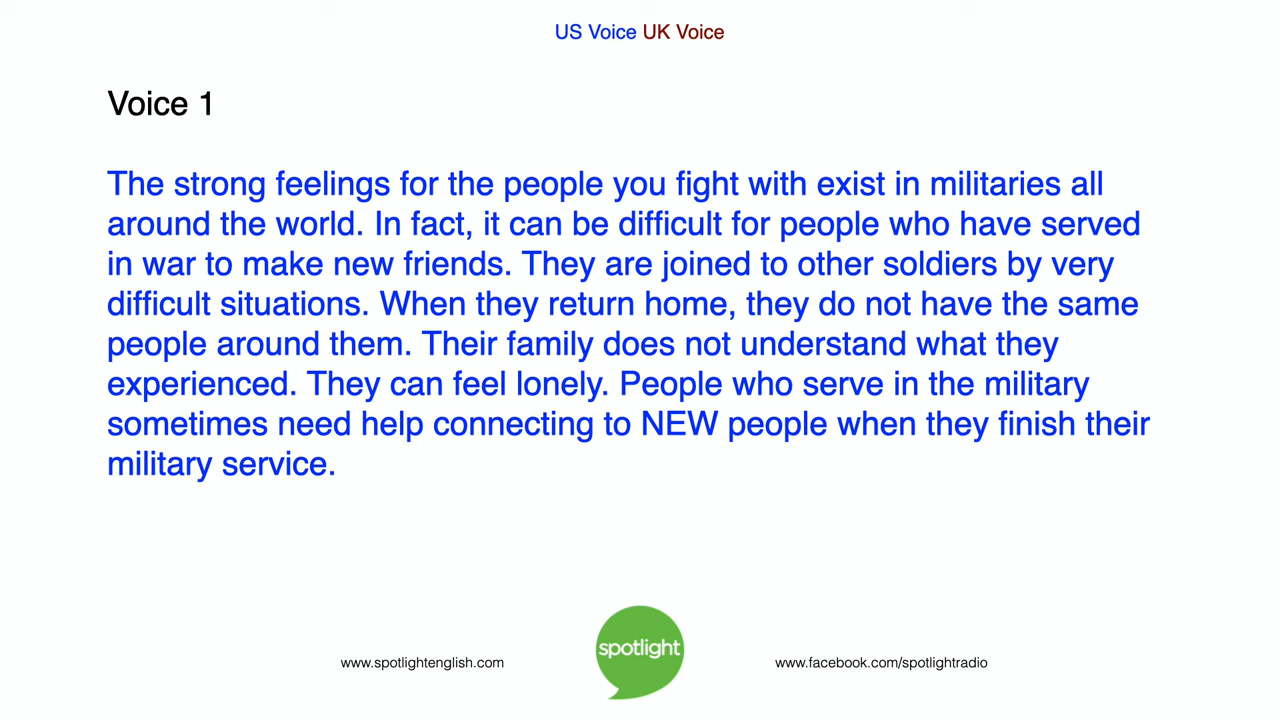 US Voice UK Voice
Voice 1
The strong feelings for the people you fight with exist in militaries all
around the world. In fact, it can be difficult for people who have served
in war to make new friends. They are joined to other soldiers by very
difficult situations. When they return home, they do not have the same
people around them. Their family does not understand what they
experienced. They can feel lonely. People who serve in the military
sometimes need help connecting to NEW people when they finish their
military service.
spotlight
www.spotlightenglish.com
www.facebook.com/spotlightradio